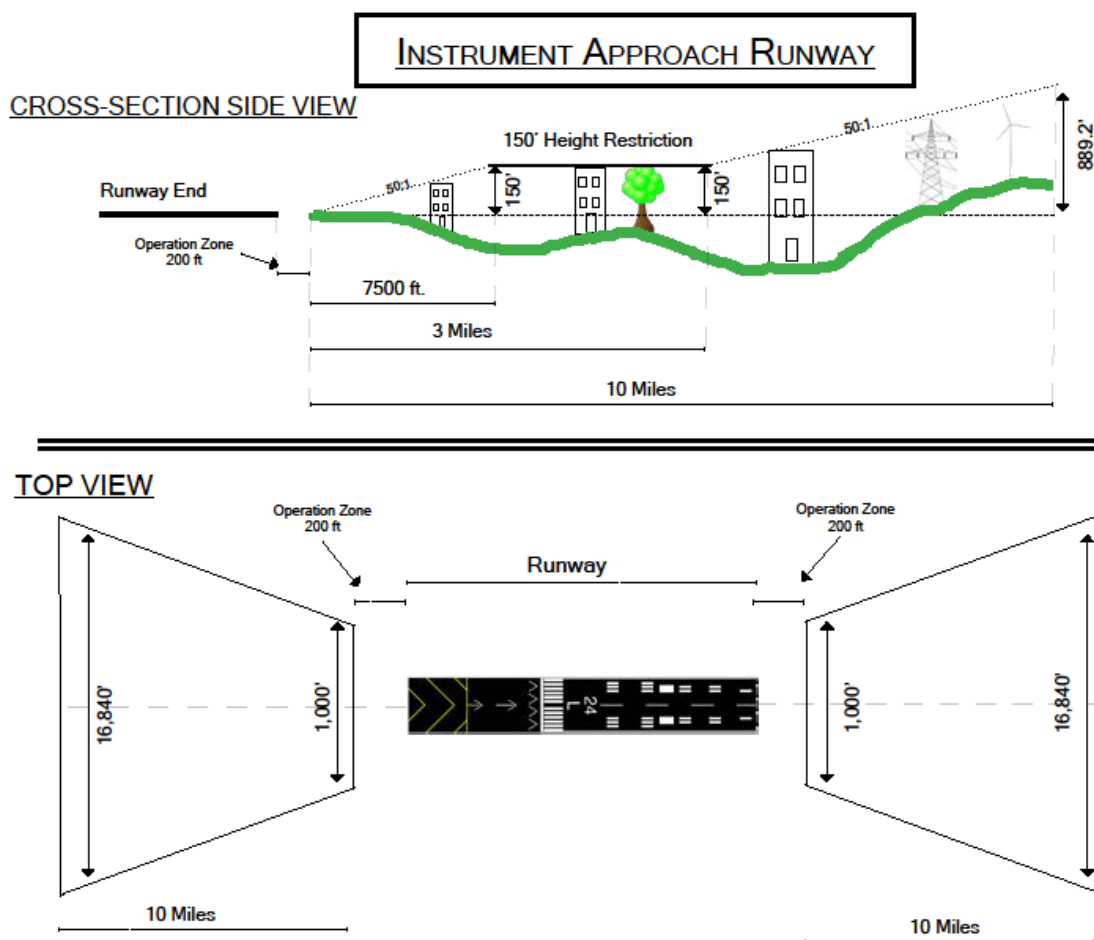 INSTRUMENT APPROACH RUNWAY
CROSS-SECTION SIDE VIEW
150' Height Restriction
50:1
50:1
889.2'
150'
150'
Runway End
Operation Zone
200 ft
7500 ft.
3 Miles
10 Miles
TOP VIEW
Operation Zone
200 ft
Operation Zone
200 ft
Runway
16,840'
1,000'
24
L
1,000'
16,840'
10 Miles
10 Miles